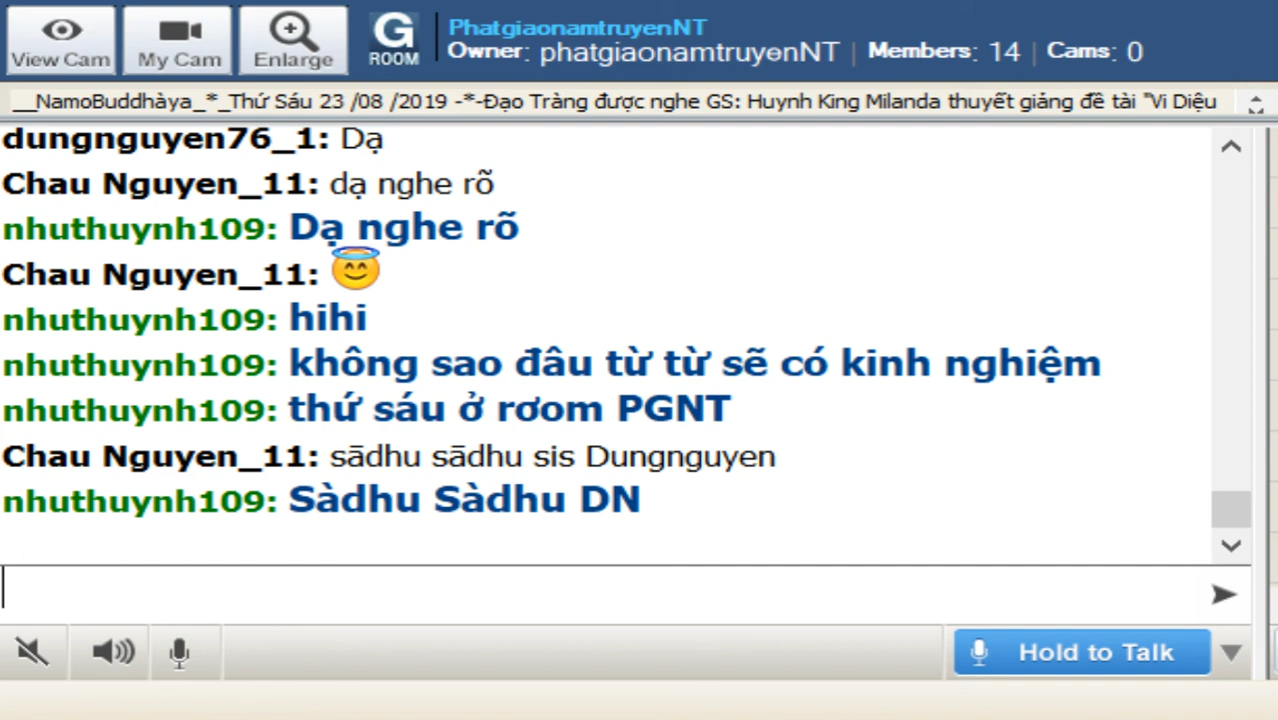 View Cam
My Cam
Enlarge
G ROOM
PhatgiaonamtruyenNT
Owner: phatgiaonamtruyenNT | Members: 14 | Cams: 0
__NamoBuddhàya_*_Thứ Sáu 23 /08 /2019 -*-Đạo Tràng được nghe GS: Huynh King Milanda thuyết giảng đề tài "Vi Diệu
dungnguyen76_1: Dạ
Chau Nguyen_11: dạ nghe rõ
nhuthuynh109: Dạ nghe rõ
Chau Nguyen_11: 😇
nhuthuynh109: hihi
nhuthuynh109: không sao đâu từ từ sẽ có kinh nghiệm
nhuthuynh109: thứ sáu ở rơom PGNT
Chau Nguyen_11: sādhu sādhu sis Dungnguyen
nhuthuynh109: Sàdhu Sàdhu DN
Hold to Talk